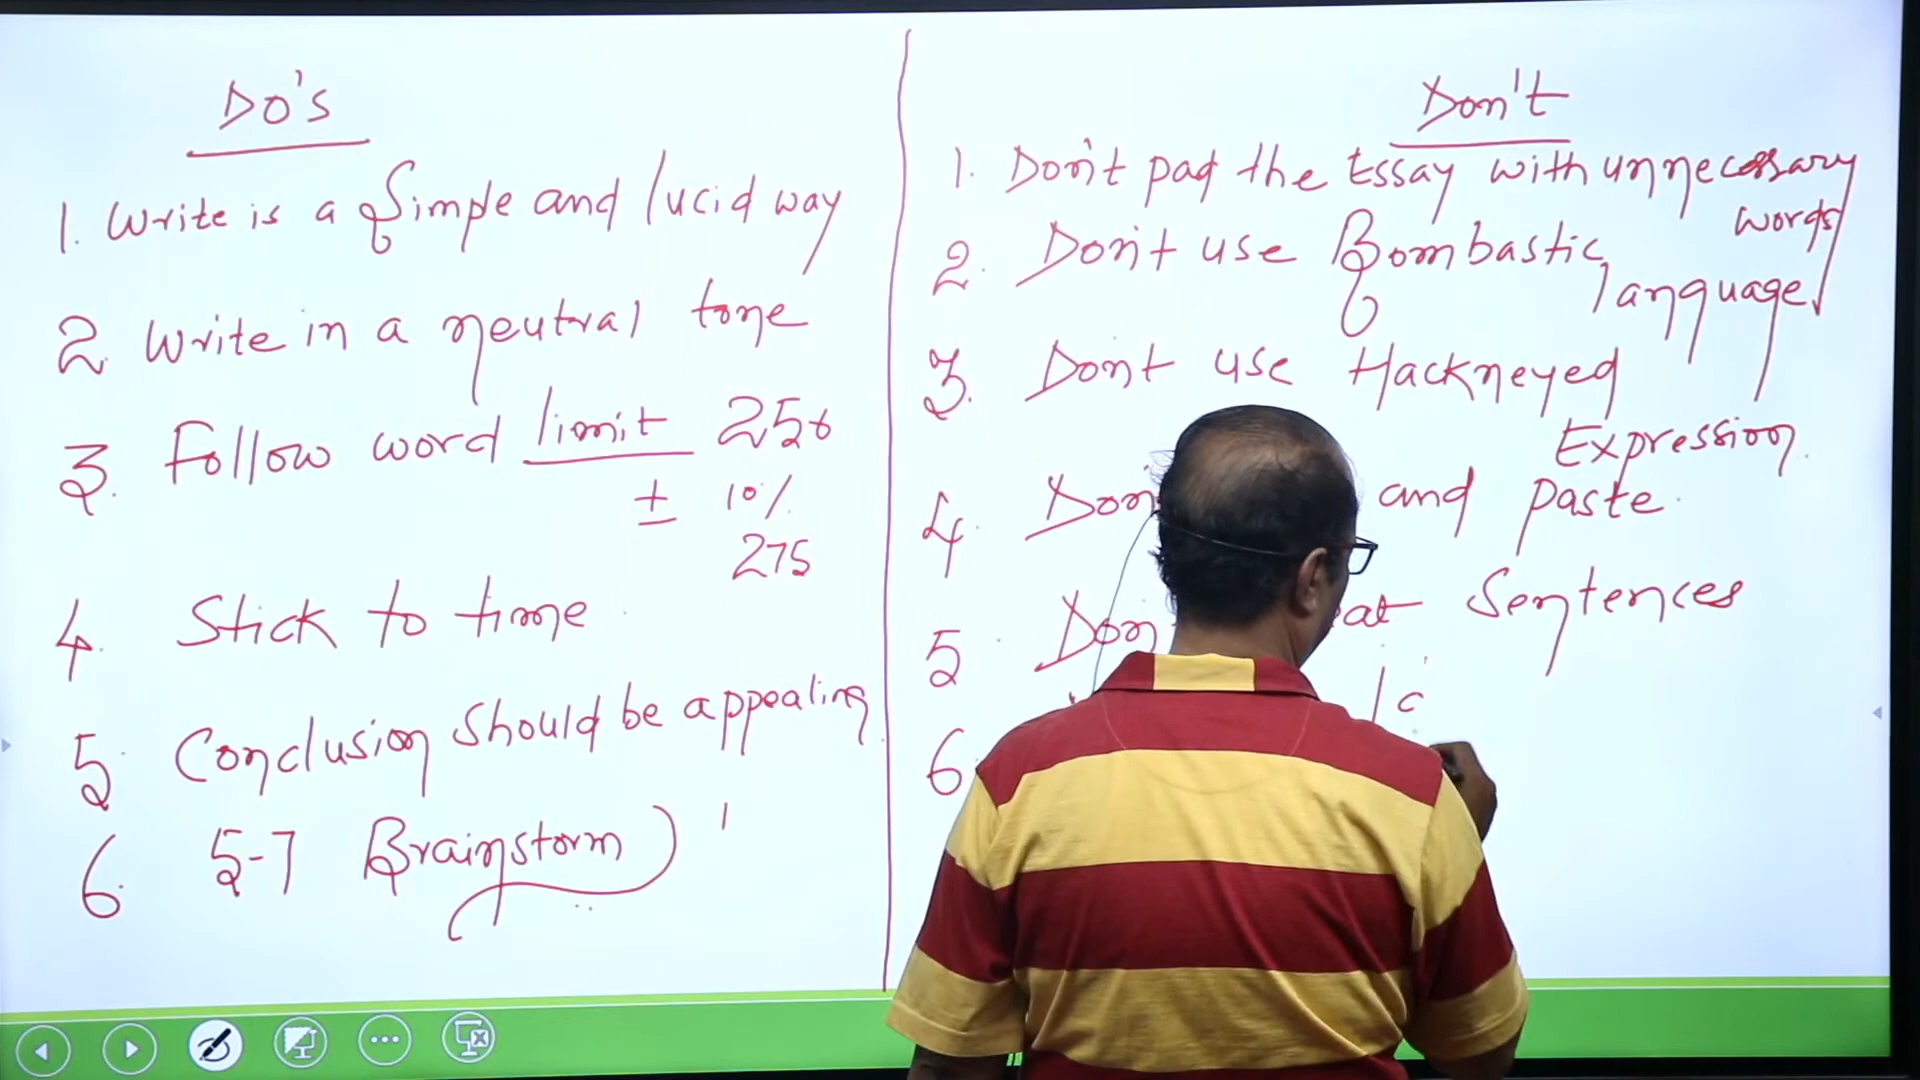 DO'S
1. Write is a Simple and lucid way
2. Write in a neutral tone
3. Follow word limit 250
± 10%
275
4. Stick to time
5. Conclusion should be appealing
6. 5-7 Brainstorm
Don't
1. Don't pad the Essay with unnecessary
words
2. Don't use Bombastic
language
3. Don't use Hackneyed
Expression.
4. and paste
5. Sentences
6.